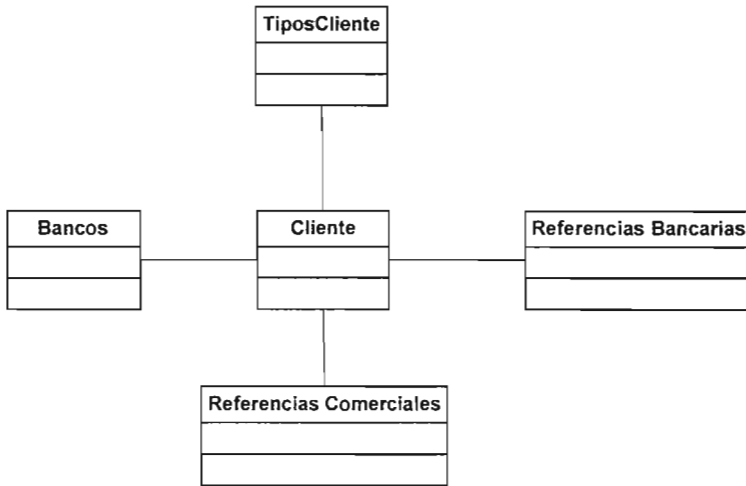 TiposCliente
Bancos
Cliente
Referencias Bancarias
Referencias Comerciales